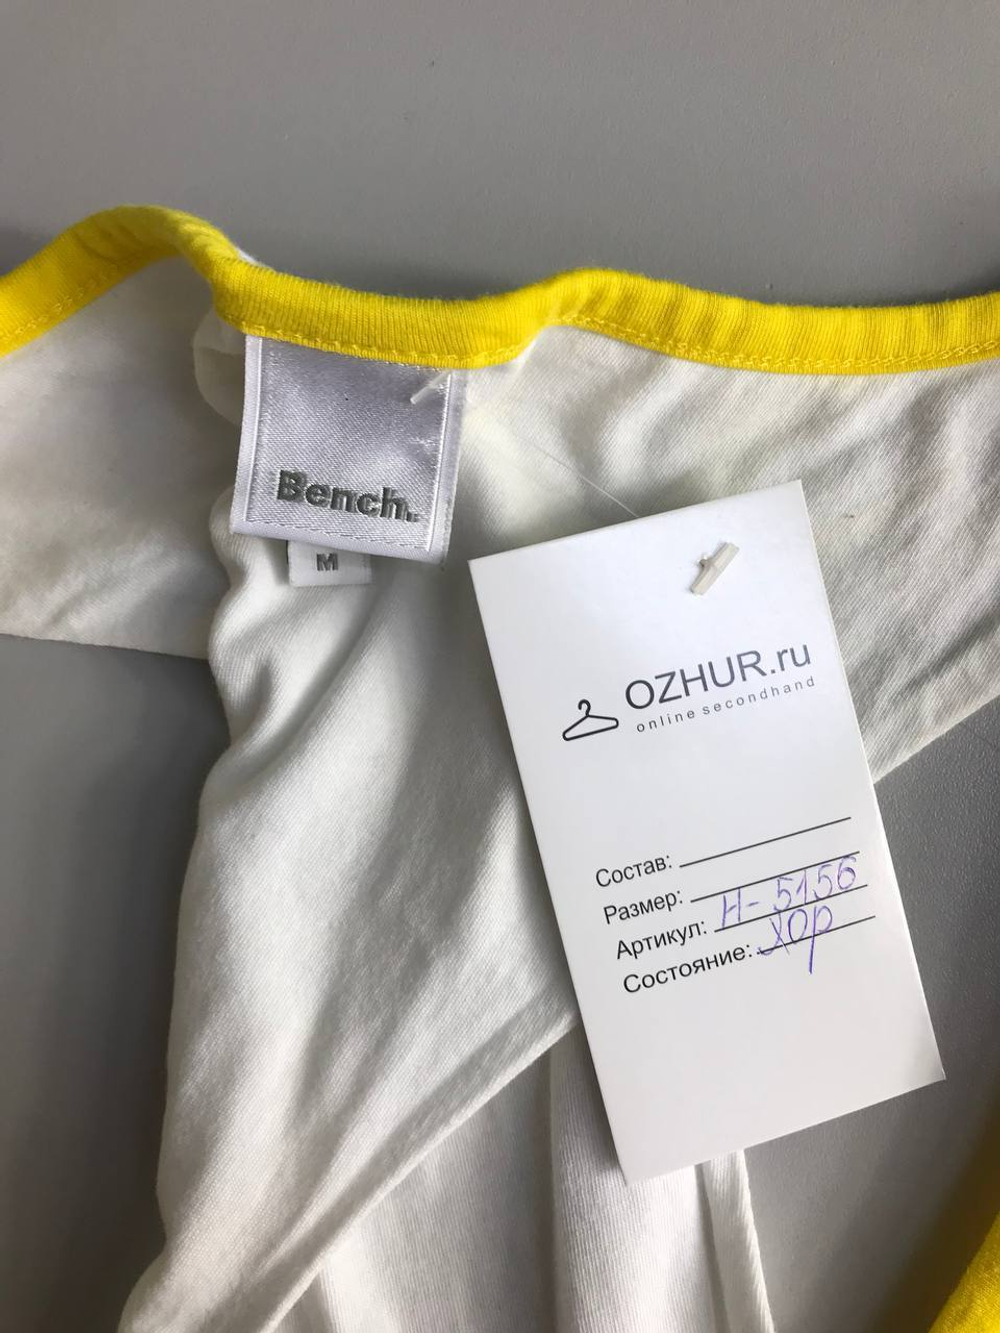 Bench.
M
OZHUR.ru
online secondhand
Состав:
Размер:
Артикул: Н-5156
Состояние: хор